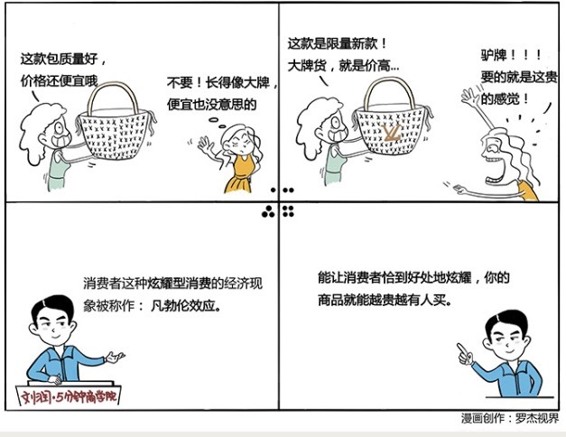 这款包质量好，
价格还便宜哦
不要！长得像大牌，
便宜也没意思的
这款是限量新款！
大牌货，就是价高...
驴牌！！！
要的就是这贵
的感觉！
消费者这种炫耀型消费的经济现
象被称作： 凡勃伦效应。
刘润·5分钟商学院
能让消费者恰到好处地炫耀，你的
商品就能越贵越有人买。
漫画创作：罗杰视界